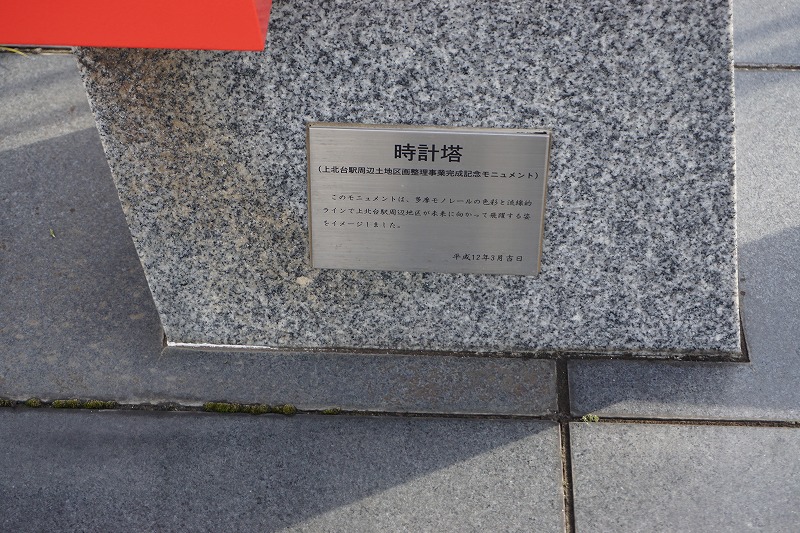 時計塔
(上北台駅周辺土地区画整理事業完成記念モニュメント)
このモニュメントは、多摩モノレールの色彩と流線的
ラインで上北台駅周辺地区が未来に向かって飛躍する姿
をイメージしました。
平成12年3月吉日